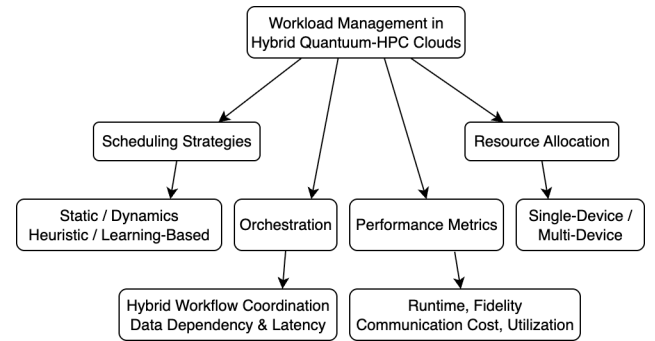 Workload Management in
Hybrid Quantuum-HPC Clouds
Scheduling Strategies
Resource Allocation
Static / Dynamics
Heuristic / Learning-Based
Orchestration
Performance Metrics
Single-Device /
Multi-Device
Hybrid Workflow Coordination
Data Dependency & Latency
Runtime, Fidelity
Communication Cost, Utilization